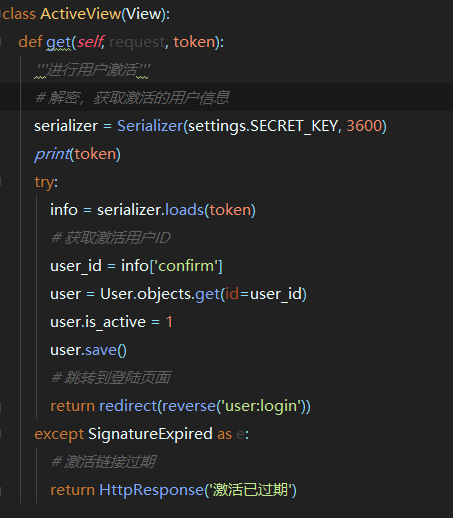 class ActiveView(View):
def get(self, request, token):
'''进行用户激活'''
# 解密，获取激活的用户信息
serializer = Serializer(settings.SECRET_KEY, 3600)
print(token)
try:
info = serializer.loads(token)
# 获取激活用户ID
user_id = info['confirm']
user = User.objects.get(id=user_id)
user.is_active = 1
user.save()
# 跳转到登陆页面
return redirect(reverse('user:login'))
except SignatureExpired as e:
# 激活链接过期
return HttpResponse('激活已过期')